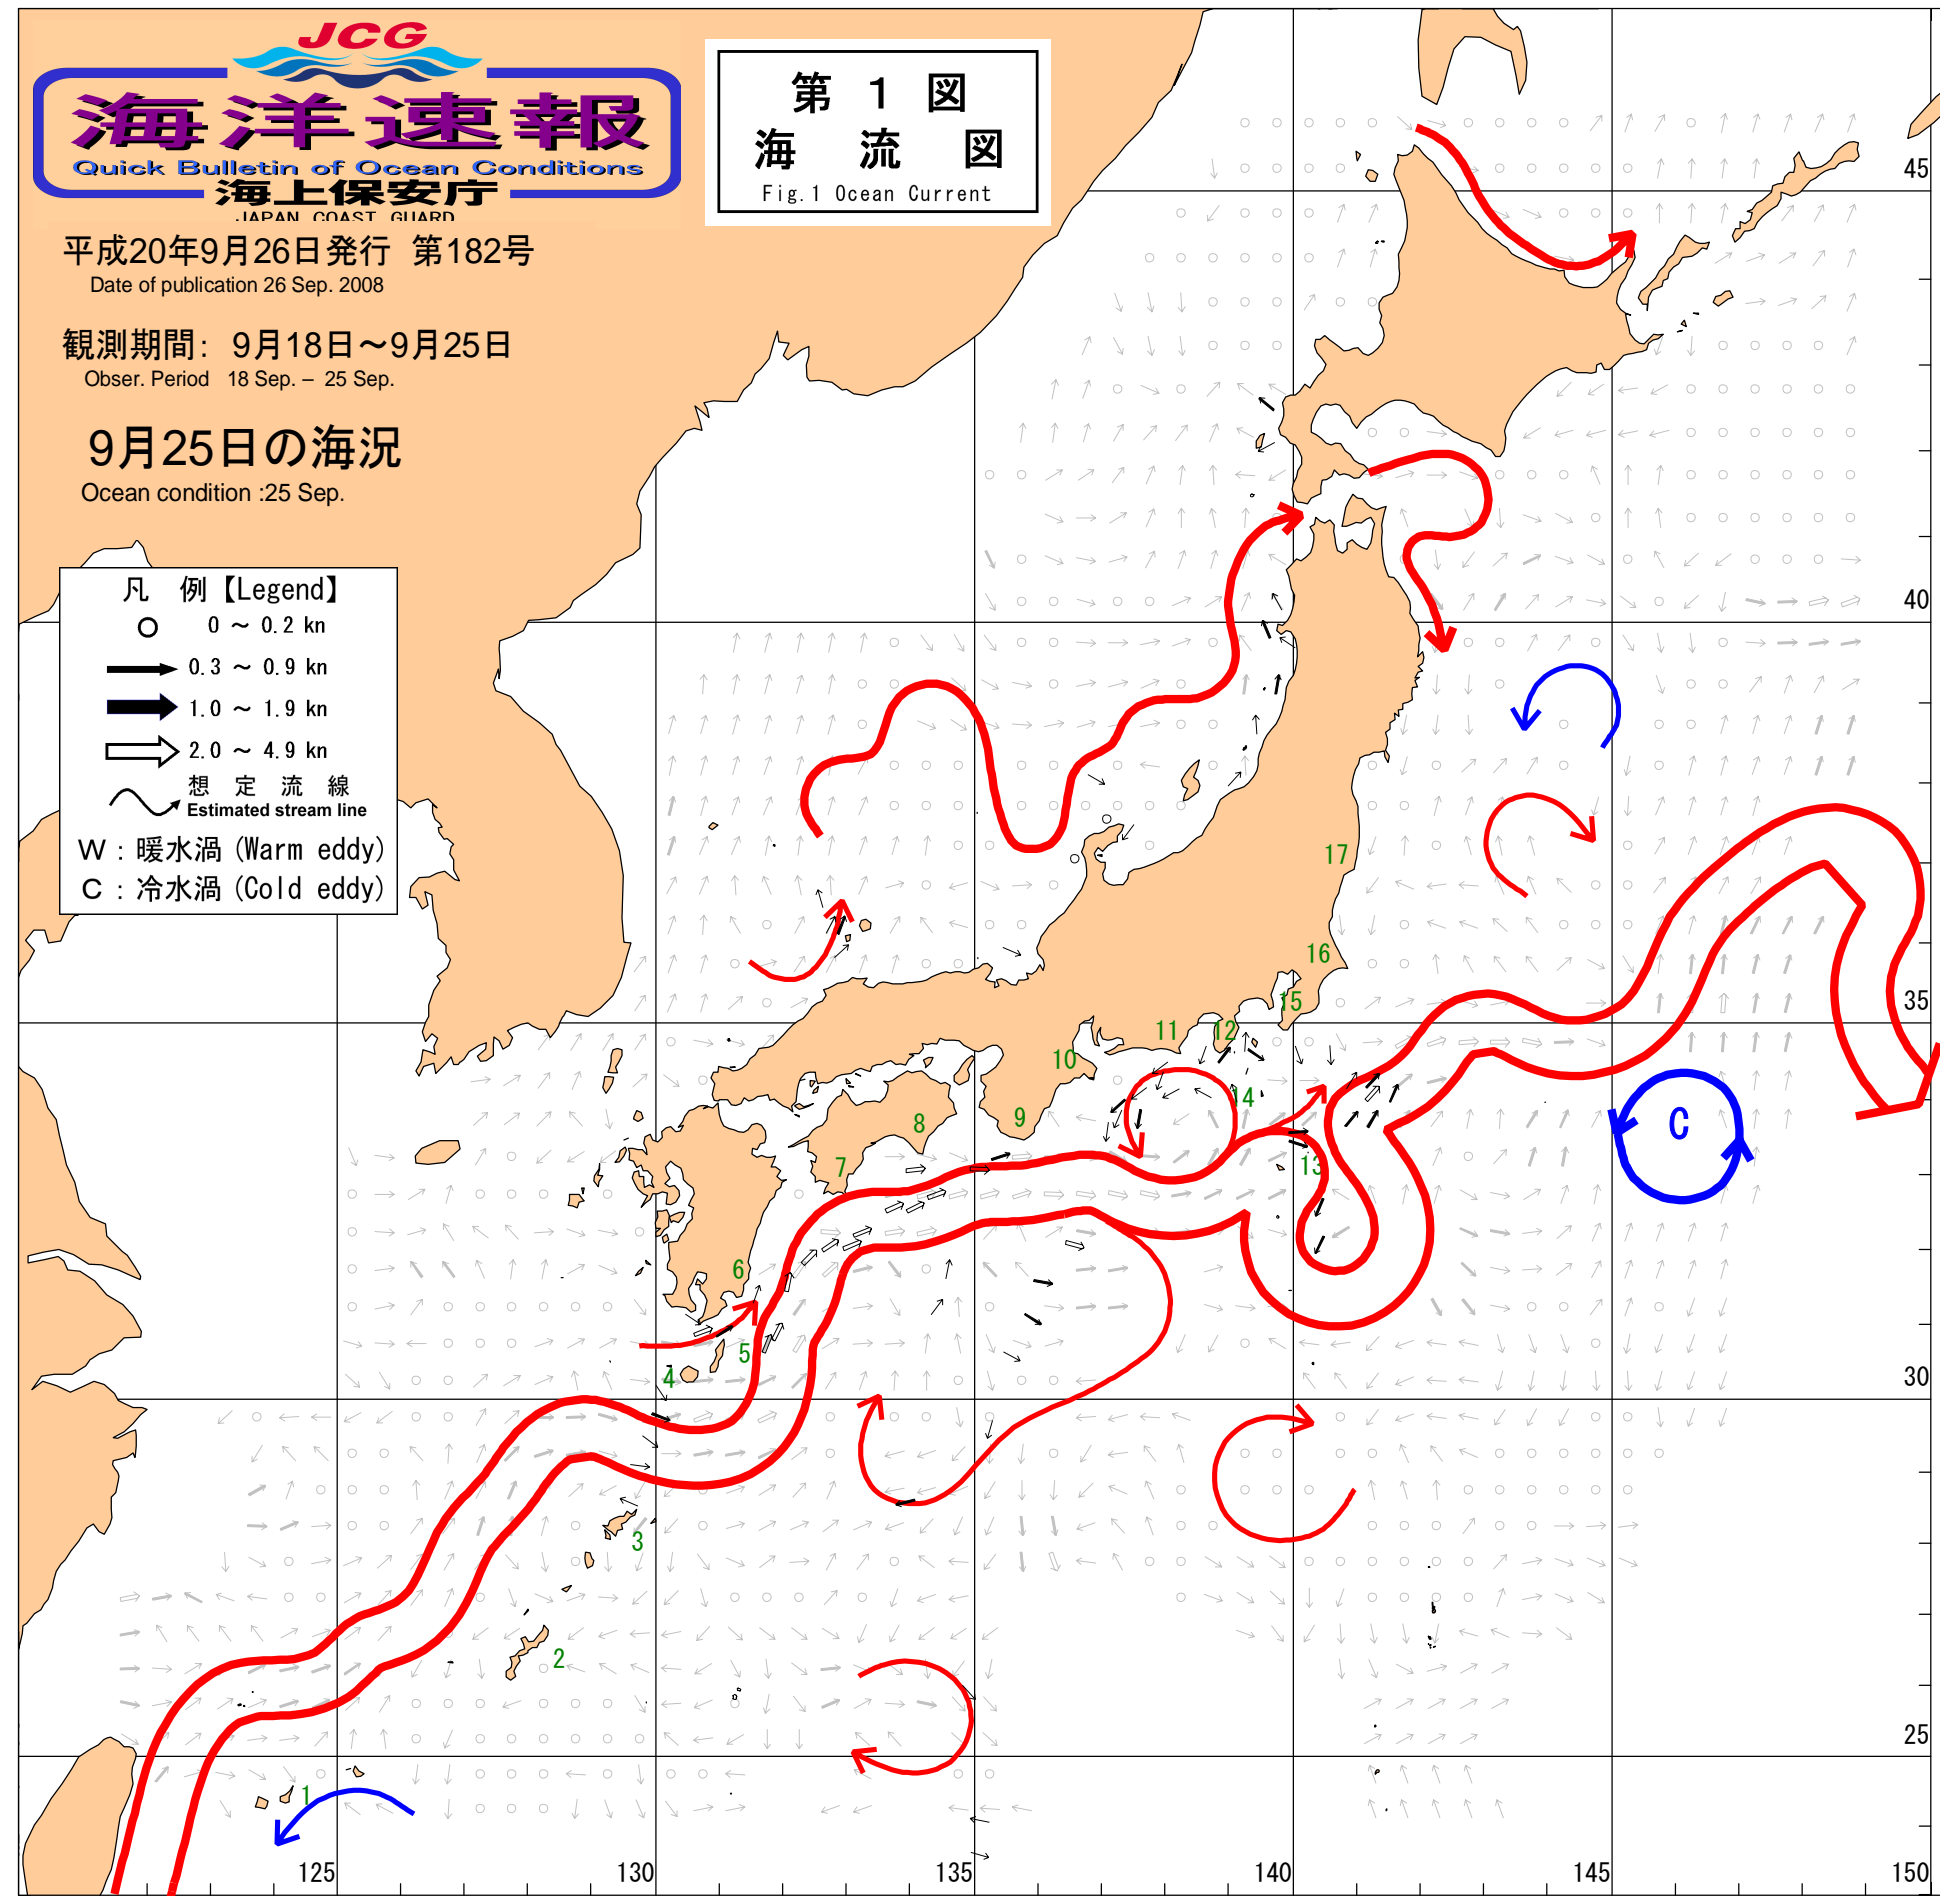 JCG
海洋速報
Quick Bulletin of Ocean Conditions
海上保安庁
JAPAN COAST GUARD
第 1 図
海 流 図
Fig.1 Ocean Current
平成20年9月26日発行 第182号
Date of publication 26 Sep. 2008
観測期間: 9月18日～9月25日
Obser. Period 18 Sep. – 25 Sep.
9月25日の海況
Ocean condition :25 Sep.
凡 例【Legend】
0 ～ 0.2 kn
0.3 ～ 0.9 kn
1.0 ～ 1.9 kn
2.0 ～ 4.9 kn
想 定 流 線
Estimated stream line
W : 暖水渦 (Warm eddy)
C : 冷水渦 (Cold eddy)
45
40
17
16
35
15
12
11
10
14
9
8
C
7
13
6
5
4
30
3
2
25
1
125
130
135
140
145
150